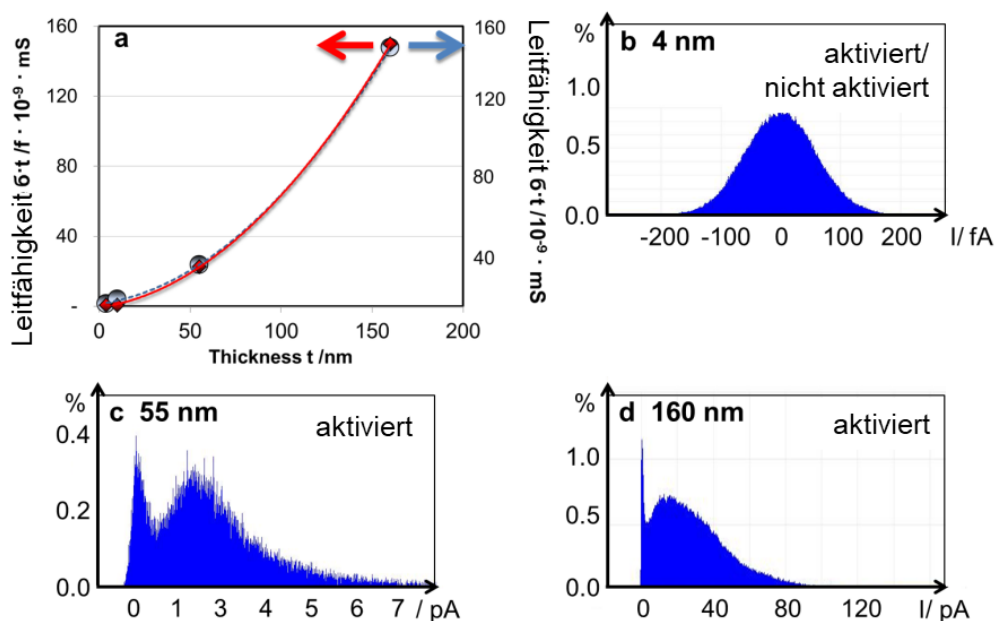 a
Leitfähigkeit 6·t /f · 10⁻⁹ · mS
160
120
80
40
-
0 50 100 150 200
Thickness t /nm
160
120
80
40
Leitfähigkeit 6·t /10⁻⁹ · mS
b 4 nm
aktiviert/
nicht aktiviert
%
1.0
0.5
0.0
-200 -100 0 100 200 I/ fA
c 55 nm
aktiviert
%
0.4
0.2
0.0
0 1 3 4 5 6 7 / pA
d 160 nm
aktiviert
%
1.0
0.5
0.0
0 40 80 120 I/ pA